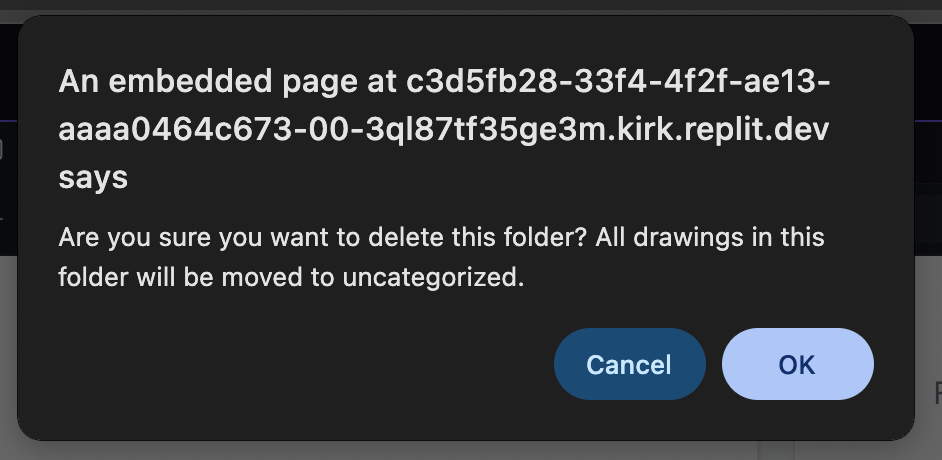 An embedded page at c3d5fb28-33f4-4f2f-ae13-
aaaa0464c673-00-3ql87tf35ge3m.kirk.replit.dev
says
Are you sure you want to delete this folder? All drawings in this
folder will be moved to uncategorized.
Cancel OK